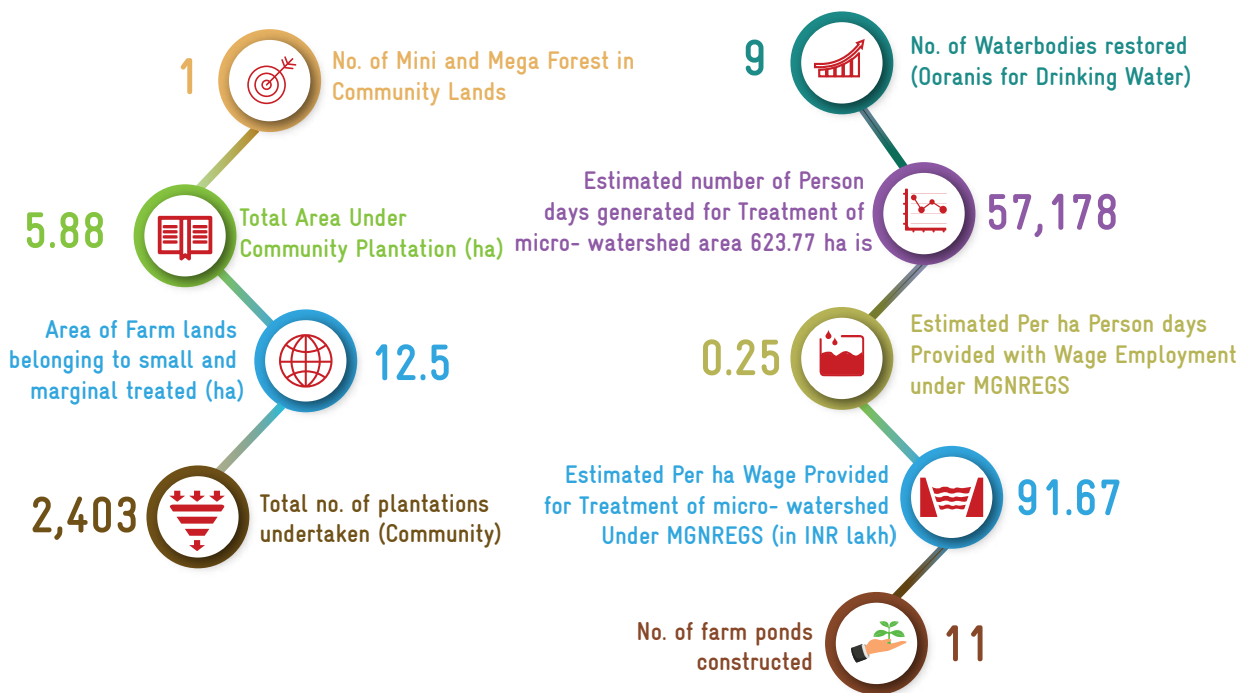 1
No. of Mini and Mega Forest in
Community Lands
5.88
Total Area Under
Community Plantation (ha)
Area of Farm lands
belonging to small and
marginal treated (ha)
12.5
2,403
Total no. of plantations
undertaken (Community)
9
No. of Waterbodies restored
(Ooranis for Drinking Water)
Estimated number of Person
days generated for Treatment of
micro- watershed area 623.77 ha is
57,178
0.25
Estimated Per ha Person days
Provided with Wage Employment
under MGNREGS
Estimated Per ha Wage Provided
for Treatment of micro- watershed
Under MGNREGS (in INR lakh)
91.67
No. of farm ponds
constructed
11